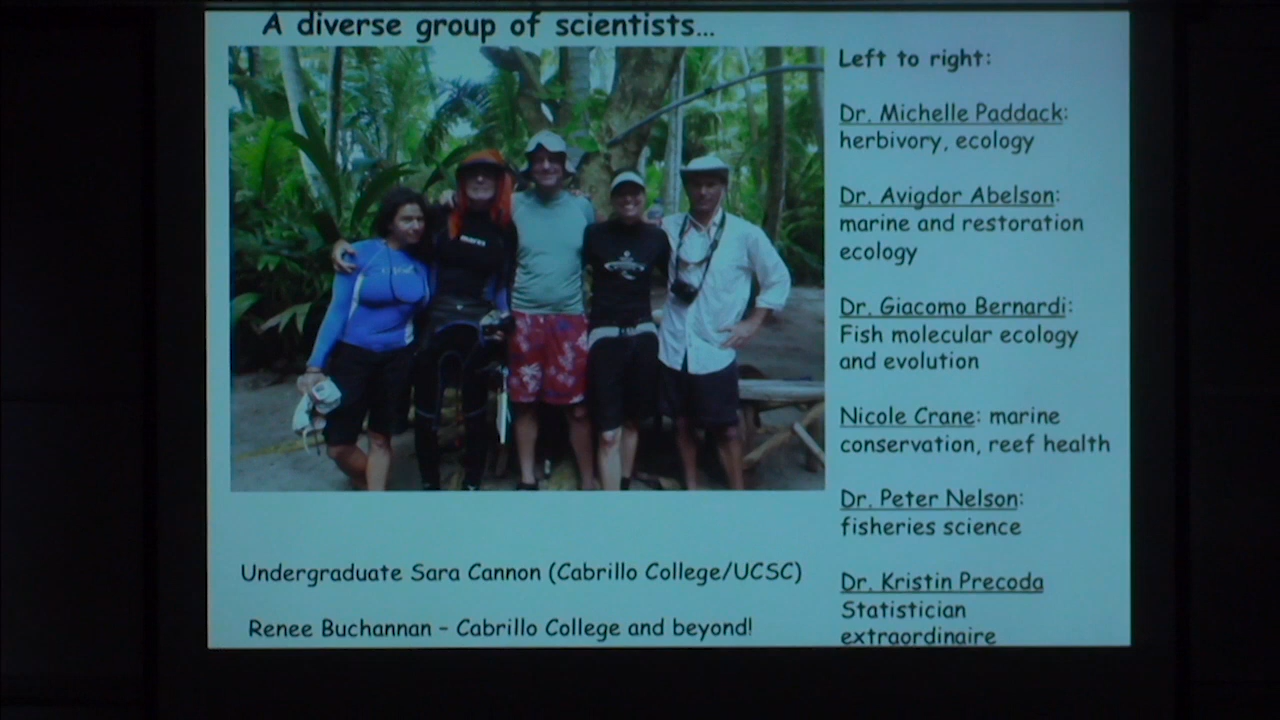 A diverse group of scientists…
Left to right:
Dr. Michelle Paddack:
herbivory, ecology
Dr. Avigdor Abelson:
marine and restoration
ecology
Dr. Giacomo Bernardi:
Fish molecular ecology
and evolution
Nicole Crane: marine
conservation, reef health
Dr. Peter Nelson:
fisheries science
Dr. Kristin Precoda
Statistician
extraordinaire
mares
Undergraduate Sara Cannon (Cabrillo College/UCSC)
Renee Buchannan – Cabrillo College and beyond!